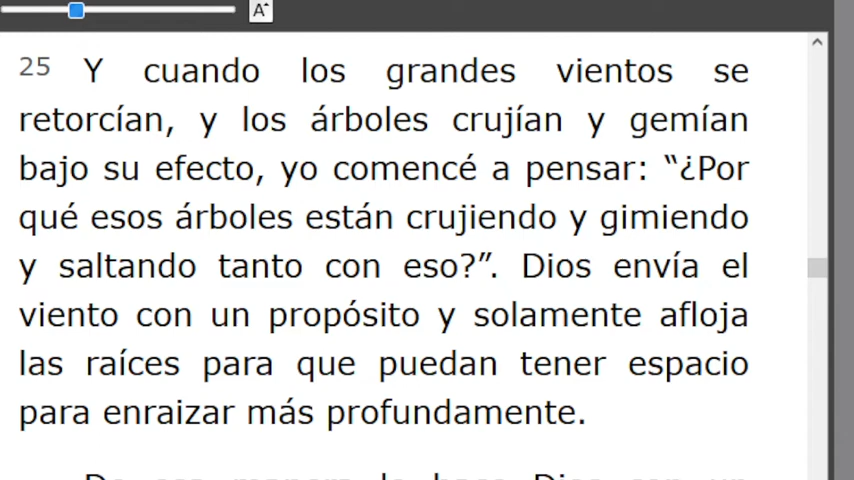 A
25 Y cuando los grandes vientos se
retorcían, y los árboles crujían y gemían
bajo su efecto, yo comencé a pensar: “¿Por
qué esos árboles están crujiendo y gimiendo
y saltando tanto con eso?”. Dios envía el
viento con un propósito y solamente afloja
las raíces para que puedan tener espacio
para enraizar más profundamente.